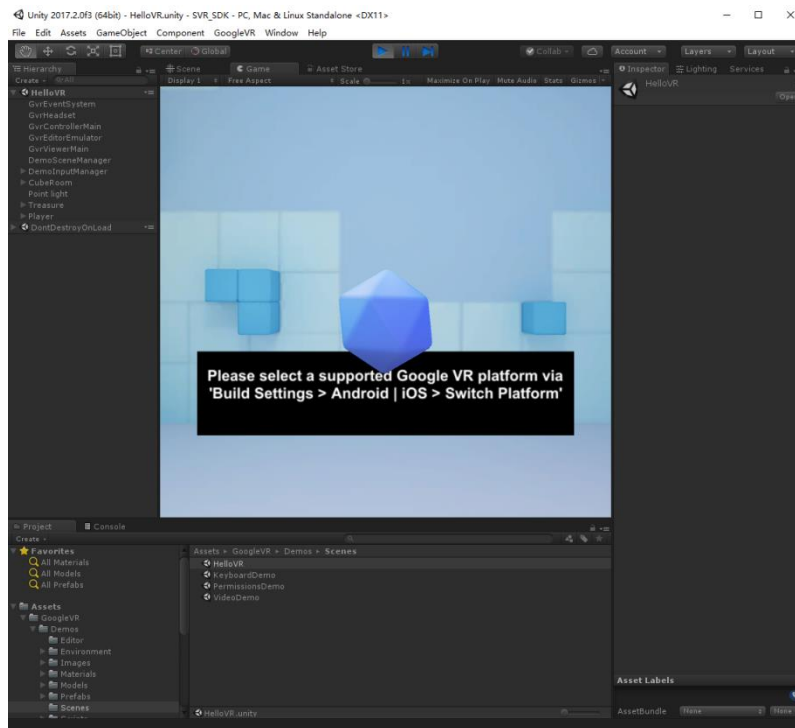 Unity 2017.2.0f3 (64bit) - HelloVR.unity - SVR_SDK - PC, Mac & Linux Standalone <DX11>
File Edit Assets GameObject Component GoogleVR Window Help
Center Global Collab Account Layers Layout
Hierarchy Scene Game Asset Store Inspector Lighting Services
Create All Display 1 Free Aspect Scale 1x Maximize On Play Mute Audio Stats Gizmos
HelloVR
HelloVR
Open
GvrEventSystem
GvrHeadset
GvrControllerMain
GvrEditorEmulator
GvrViewerMain
DemoSceneManager
DemoInputManager
CubeRoom
Point light
Treasure
Player
DontDestroyOnLoad
Please select a supported Google VR platform via
'Build Settings > Android | iOS > Switch Platform'
Project Console
Create
Favorites
All Materials
All Models
All Prefabs
Assets
GoogleVR
Demos
Editor
Environment
Images
Materials
Models
Prefabs
Scenes
Assets GoogleVR Demos Scenes
HelloVR
KeyboardDemo
PermissionsDemo
VideoDemo
HelloVR.unity
Asset Labels
AssetBundle None None